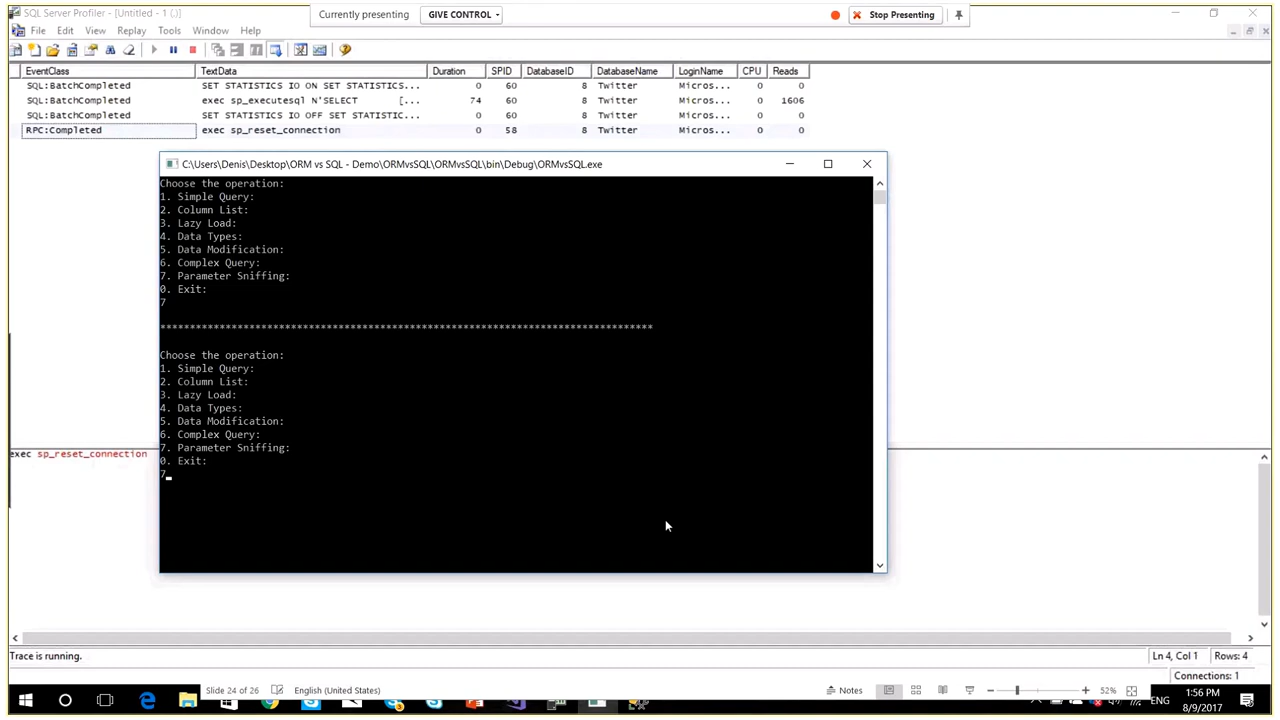 SQL Server Profiler - [Untitled - 1 (.)]
Currently presenting GIVE CONTROL Stop Presenting
File Edit View Replay Tools Window Help
EventClass TextData Duration SPID DatabaseID DatabaseName LoginName CPU Reads
SQL:BatchCompleted SET STATISTICS IO ON SET STATISTICS... 0 60 8 Twitter Micros... 0 0
SQL:BatchCompleted exec sp_executesql N'SELECT [... 74 60 8 Twitter Micros... 0 1606
SQL:BatchCompleted SET STATISTICS IO OFF SET STATISTIC... 0 60 8 Twitter Micros... 0 0
RPC:Completed exec sp_reset_connection 0 58 8 Twitter Micros... 0 0
C:\Users\Denis\Desktop\ORM vs SQL - Demo\ORMvsSQL\ORMvsSQL\bin\Debug\ORMvsSQL.exe
Choose the operation:
1. Simple Query:
2. Column List:
3. Lazy Load:
4. Data Types:
5. Data Modification:
6. Complex Query:
7. Parameter Sniffing:
0. Exit:
7
***********************************************************************************
Choose the operation:
1. Simple Query:
2. Column List:
3. Lazy Load:
4. Data Types:
5. Data Modification:
6. Complex Query:
7. Parameter Sniffing:
0. Exit:
7
exec sp_reset_connection
Trace is running. Ln 4, Col 1 Rows: 4
Connections: 1
Slide 24 of 26 English (United States) Notes 52%
1:56 PM
ENG
8/9/2017